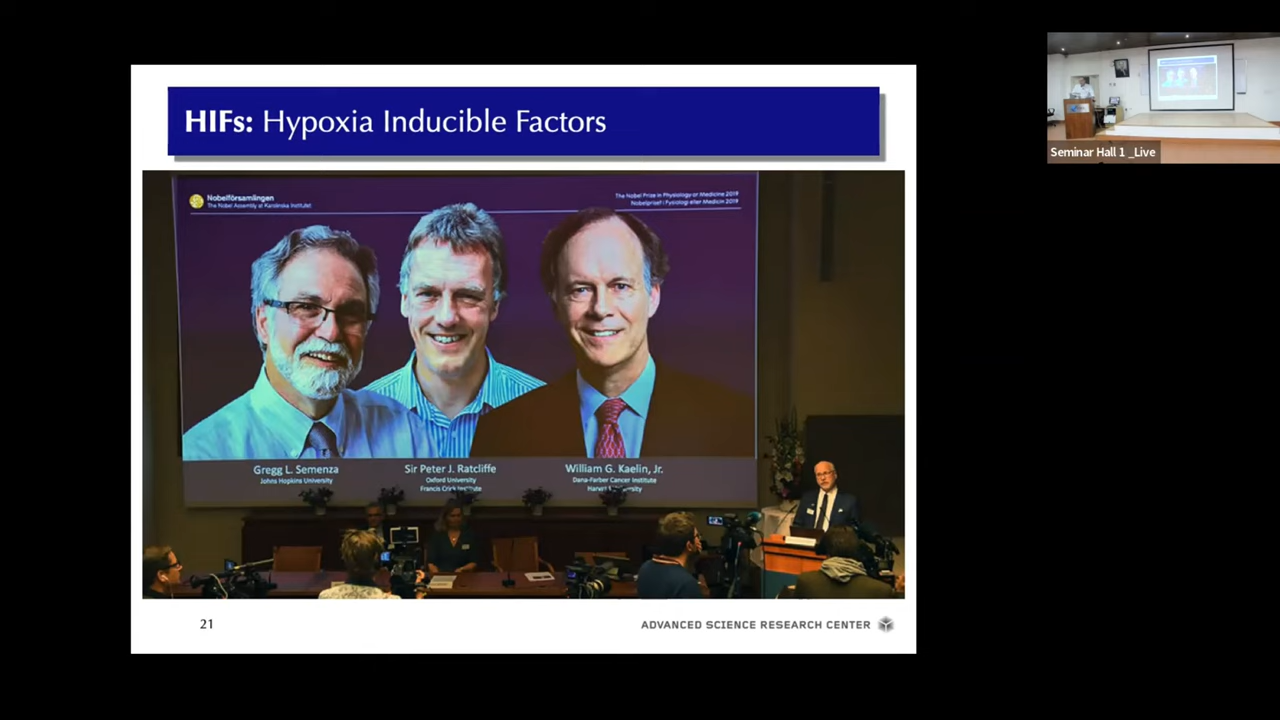 HIFs: Hypoxia Inducible Factors
Nobelförsamlingen
The Nobel Assembly at Karolinska Institutet
The Nobel Prize in Physiology or Medicine 2019
Nobelpriset i Fysiologi eller Medicin 2019
Gregg L. Semenza
Johns Hopkins University
Sir Peter J. Ratcliffe
Oxford University
Francis Crick Institute
William G. Kaelin, Jr.
Dana-Farber Cancer Institute
Harvard University
21
ADVANCED SCIENCE RESEARCH CENTER
Seminar Hall 1 _Live